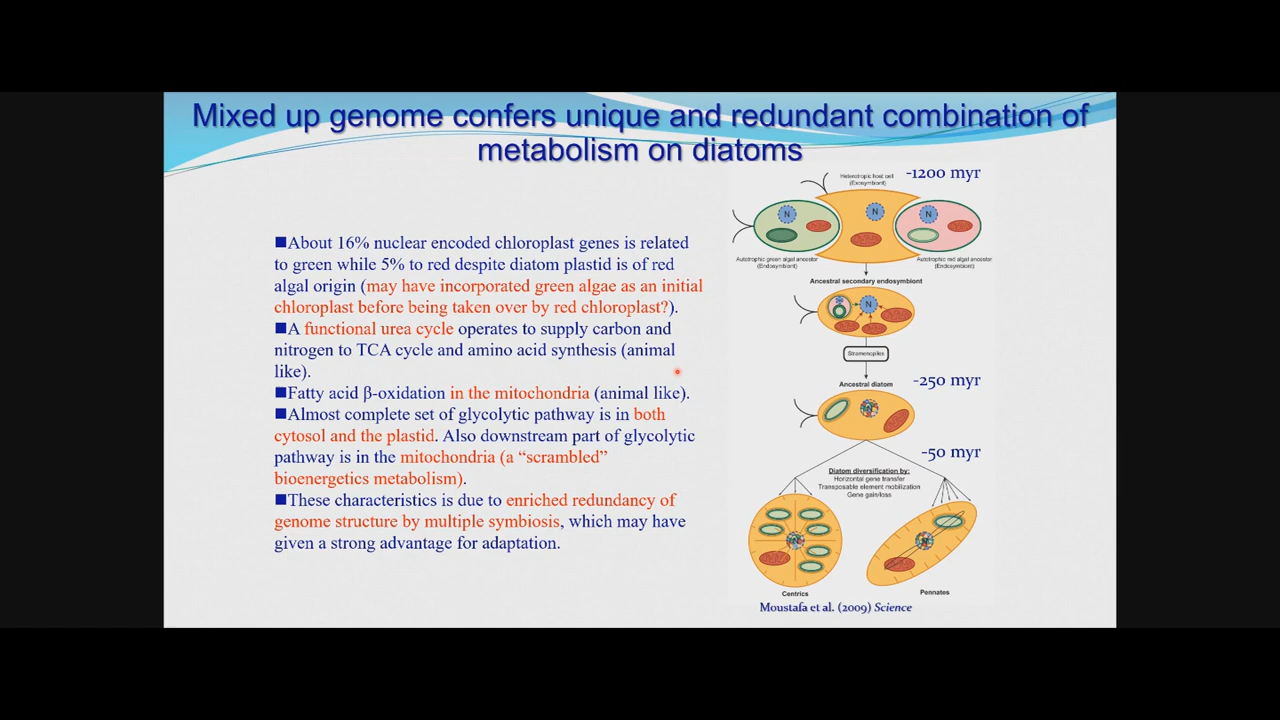 Mixed up genome confers unique and redundant combination of
metabolism on diatoms
■About 16% nuclear encoded chloroplast genes is related
to green while 5% to red despite diatom plastid is of red
algal origin (may have incorporated green algae as an initial
chloroplast before being taken over by red chloroplast?).
■A functional urea cycle operates to supply carbon and
nitrogen to TCA cycle and amino acid synthesis (animal
like).
■Fatty acid β-oxidation in the mitochondria (animal like).
■Almost complete set of glycolytic pathway is in both
cytosol and the plastid. Also downstream part of glycolytic
pathway is in the mitochondria (a “scrambled”
bioenergetics metabolism).
■These characteristics is due to enriched redundancy of
genome structure by multiple symbiosis, which may have
given a strong advantage for adaptation.
-1200 myr
Heterotropic host cell
(Exosymbiont)
N
N
N
Autotrophic green algal ancestor
(Endosymbiont)
Autotrophic red algal ancestor
(Endosymbiont)
Ancestral secondary endosymbiont
N
Stramenopiles
Ancestral diatom
-250 myr
N
-50 myr
Diatom diversification by:
Horizontal gene transfer
Transposable element mobilization
Gene gain/loss
N
N
Centrics
Pennates
Moustafa et al. (2009) Science